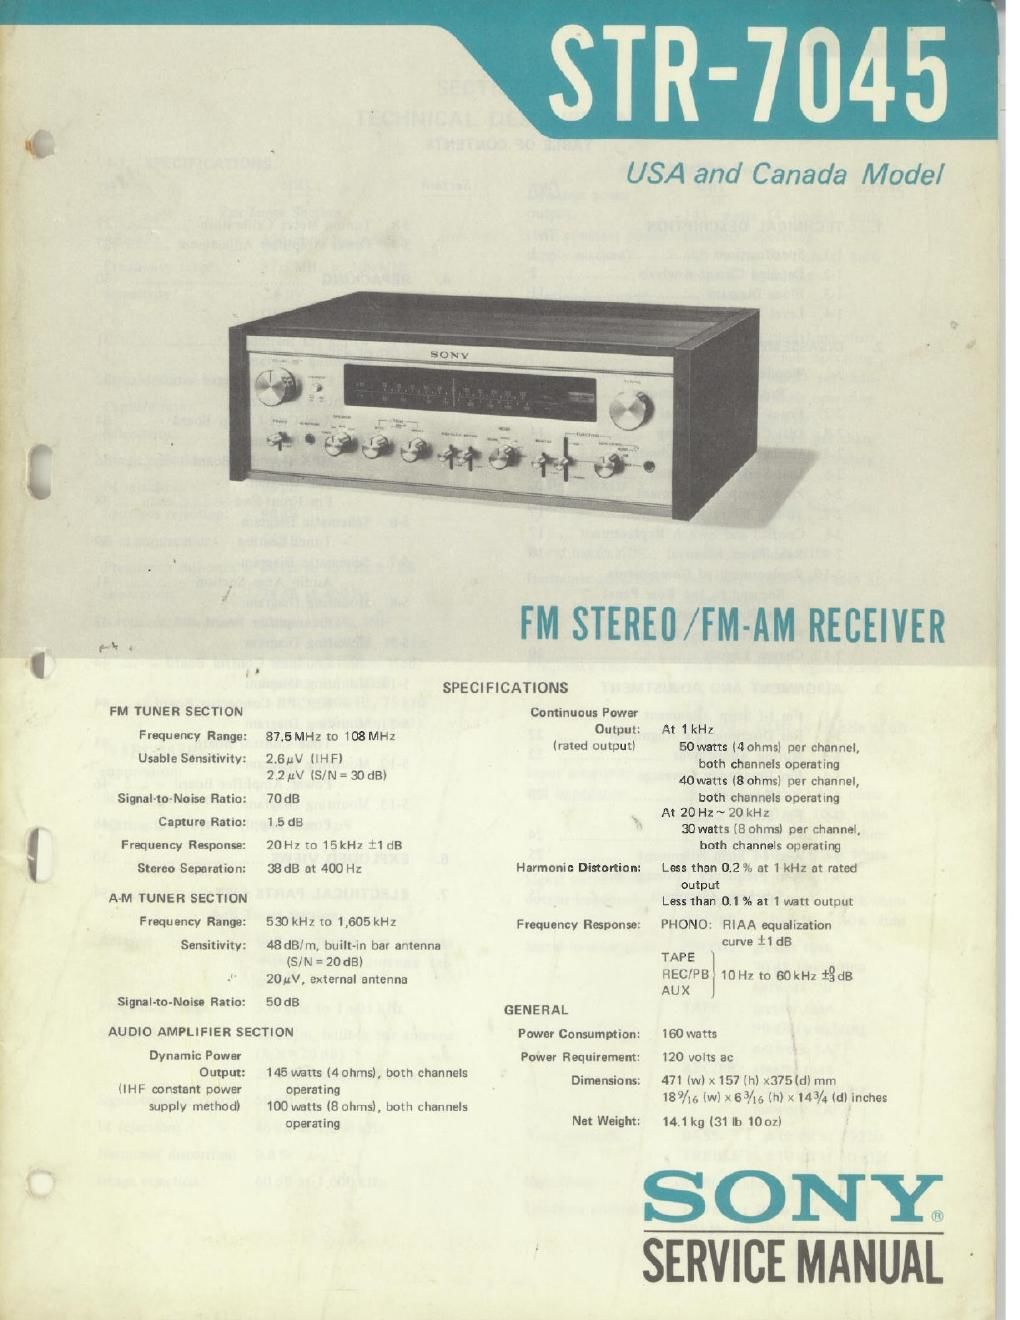 STR-7045
USA and Canada Model
SONY
FM STEREO/FM-AM RECEIVER
SPECIFICATIONS
FM TUNER SECTION
Frequency Range: 87.5 MHz to 108 MHz
Usable Sensitivity: 2.6 μV (IHF)
2.2 μV (S/N = 30 dB)
Signal-to-Noise Ratio: 70 dB
Capture Ratio: 1.5 dB
Frequency Response: 20 Hz to 15 kHz ±1 dB
Stereo Separation: 38 dB at 400 Hz
A-M TUNER SECTION
Frequency Range: 530 kHz to 1,605 kHz
Sensitivity: 48 dB/m, built-in bar antenna
(S/N = 20 dB)
20 μV, external antenna
Signal-to-Noise Ratio: 50 dB
AUDIO AMPLIFIER SECTION
Dynamic Power
Output: 145 watts (4 ohms), both channels
(IHF constant power operating
supply method) 100 watts (8 ohms), both channels
operating
Continuous Power
Output: At 1 kHz
(rated output) 50 watts (4 ohms) per channel,
both channels operating
40 watts (8 ohms) per channel,
both channels operating
At 20 Hz ~ 20 kHz
30 watts (8 ohms) per channel,
both channels operating
Harmonic Distortion: Less than 0.2 % at 1 kHz at rated
output
Less than 0.1 % at 1 watt output
Frequency Response: PHONO: RIAA equalization
curve ±1 dB
TAPE
REC/PB 10 Hz to 60 kHz ±0/3 dB
AUX
GENERAL
Power Consumption: 160 watts
Power Requirement: 120 volts ac
Dimensions: 471 (w) x 157 (h) x 375 (d) mm
18 9/16 (w) x 6 3/16 (h) x 14 3/4 (d) inches
Net Weight: 14.1 kg (31 lb 10 oz)
SONY®
SERVICE MANUAL